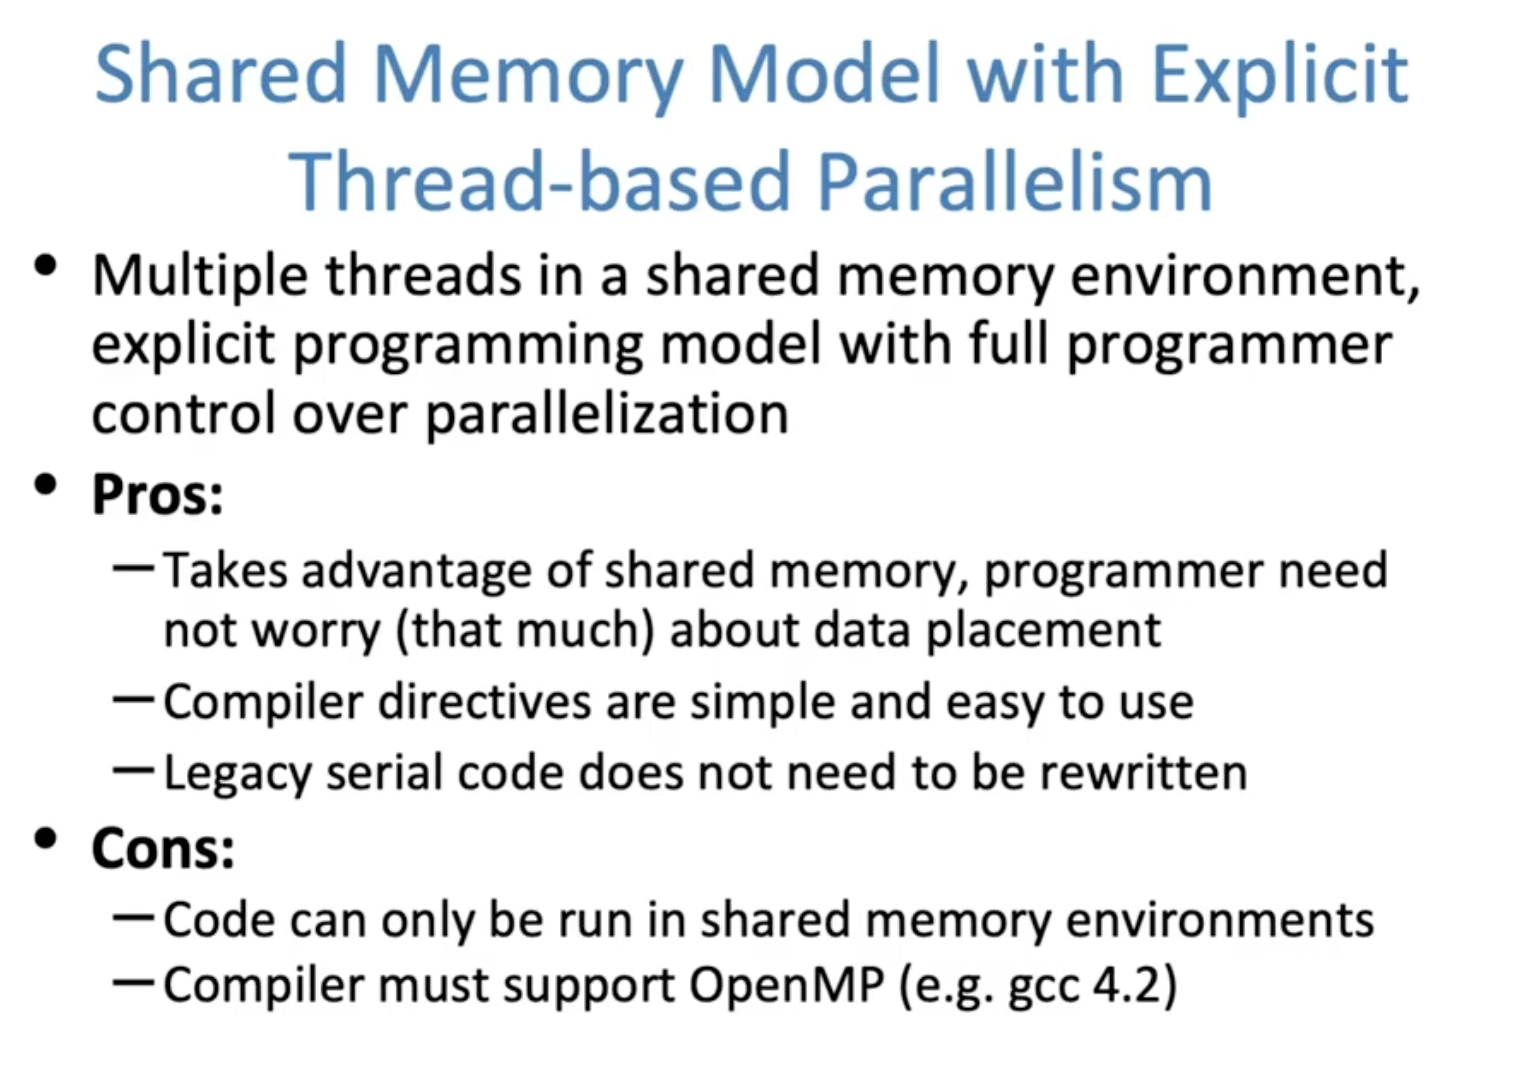 Shared Memory Model with Explicit
Thread-based Parallelism
• Multiple threads in a shared memory environment,
explicit programming model with full programmer
control over parallelization
• Pros:
– Takes advantage of shared memory, programmer need
not worry (that much) about data placement
– Compiler directives are simple and easy to use
– Legacy serial code does not need to be rewritten
• Cons:
– Code can only be run in shared memory environments
– Compiler must support OpenMP (e.g. gcc 4.2)